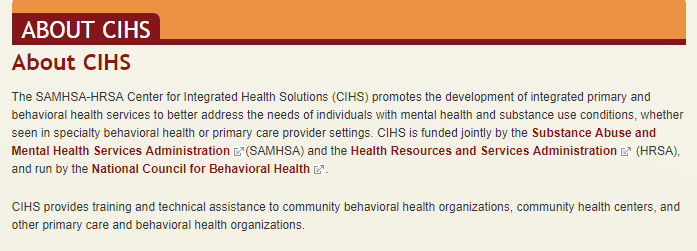 ABOUT CIHS
About CIHS
The SAMHSA-HRSA Center for Integrated Health Solutions (CIHS) promotes the development of integrated primary and
behavioral health services to better address the needs of individuals with mental health and substance use conditions, whether
seen in specialty behavioral health or primary care provider settings. CIHS is funded jointly by the Substance Abuse and
Mental Health Services Administration (SAMHSA) and the Health Resources and Services Administration (HRSA),
and run by the National Council for Behavioral Health.
CIHS provides training and technical assistance to community behavioral health organizations, community health centers, and
other primary care and behavioral health organizations.